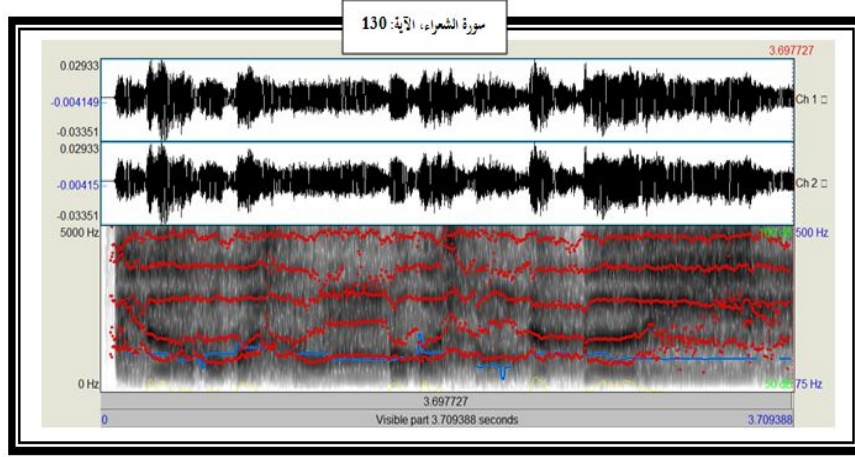 سورة الشعراء، الآية: 130
3.697727
0.02933
-0.004149
-0.03351
Ch 1
0.02933
-0.00415
-0.03351
Ch 2
5000 Hz
500 Hz
0 Hz
75 Hz
3.697727
0
Visible part 3.709388 seconds
3.709388